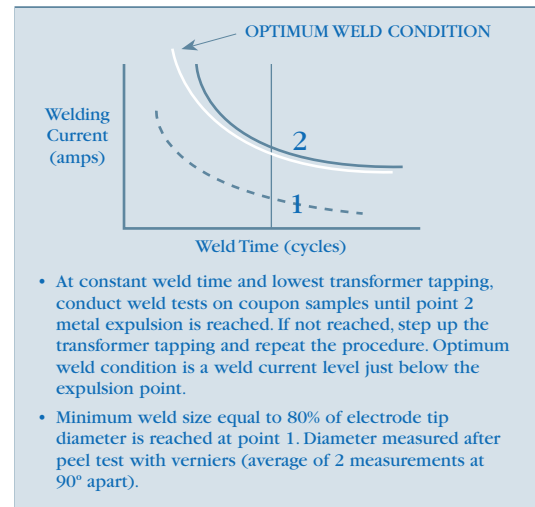 OPTIMUM WELD CONDITION
Welding
Current
(amps)
2
1
Weld Time (cycles)
• At constant weld time and lowest transformer tapping,
conduct weld tests on coupon samples until point 2
metal expulsion is reached. If not reached, step up the
transformer tapping and repeat the procedure. Optimum
weld condition is a weld current level just below the
expulsion point.
• Minimum weld size equal to 80% of electrode tip
diameter is reached at point 1. Diameter measured after
peel test with verniers (average of 2 measurements at
90º apart).